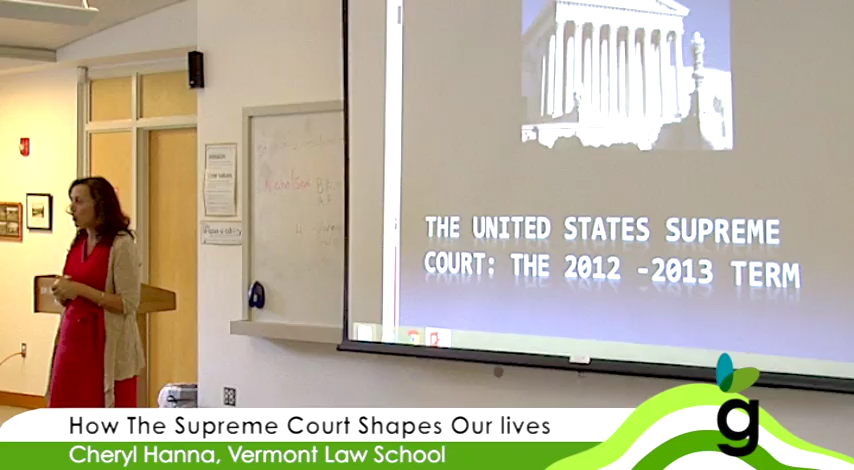 THE UNITED STATES SUPREME
COURT: THE 2012 -2013 TERM
How The Supreme Court Shapes Our lives
Cheryl Hanna, Vermont Law School
g